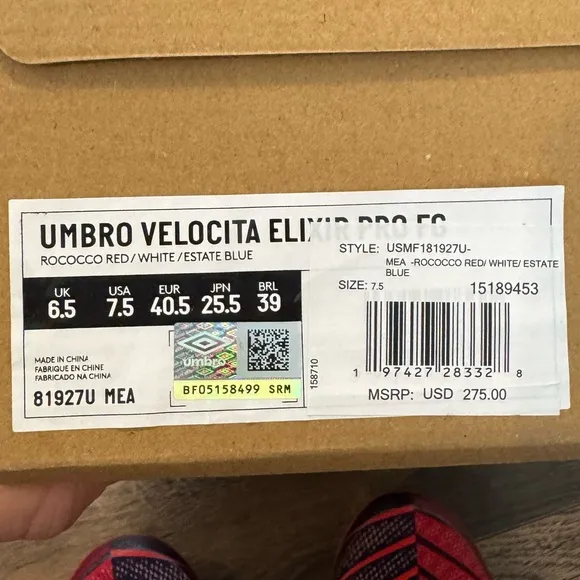 UMBRO VELOCITA ELIXIR PRO FG
ROCOCCO RED/ WHITE / ESTATE BLUE
UK USA EUR JPN BRL
6.5 7.5 40.5 25.5 39
umbro
BF05158499 SRM
MADE IN CHINA
FABRIQUE EN CHINE
FABRICADO NA CHINA
81927U MEA
STYLE: USMF181927U-
MEA -ROCOCCO RED/ WHITE/ ESTATE
BLUE
SIZE: 7.5 15189453
158710
1 97427 28332 8
MSRP: USD 275.00